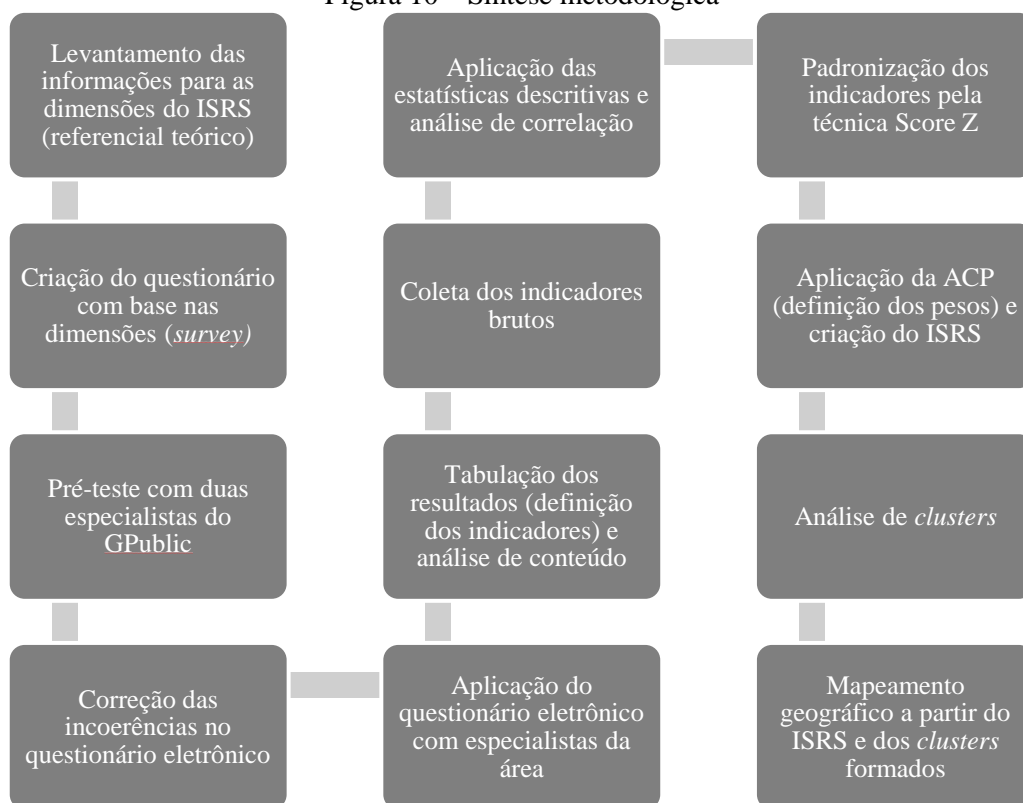 Figura 10 – Síntese metodológica
Levantamento das
informações para as
dimensões do ISRS
(referencial teórico)
Criação do questionário
com base nas
dimensões (survey)
Pré-teste com duas
especialistas do
GPublic
Correção das
incoerências no
questionário eletrônico
Aplicação do
questionário eletrônico
com especialistas da
área
Tabulação dos
resultados (definição
dos indicadores) e
análise de conteúdo
Coleta dos indicadores
brutos
Aplicação das
estatísticas descritivas e
análise de correlação
Padronização dos
indicadores pela
técnica Score Z
Aplicação da ACP
(definição dos pesos) e
criação do ISRS
Análise de clusters
Mapeamento
geográfico a partir do
ISRS e dos clusters
formados